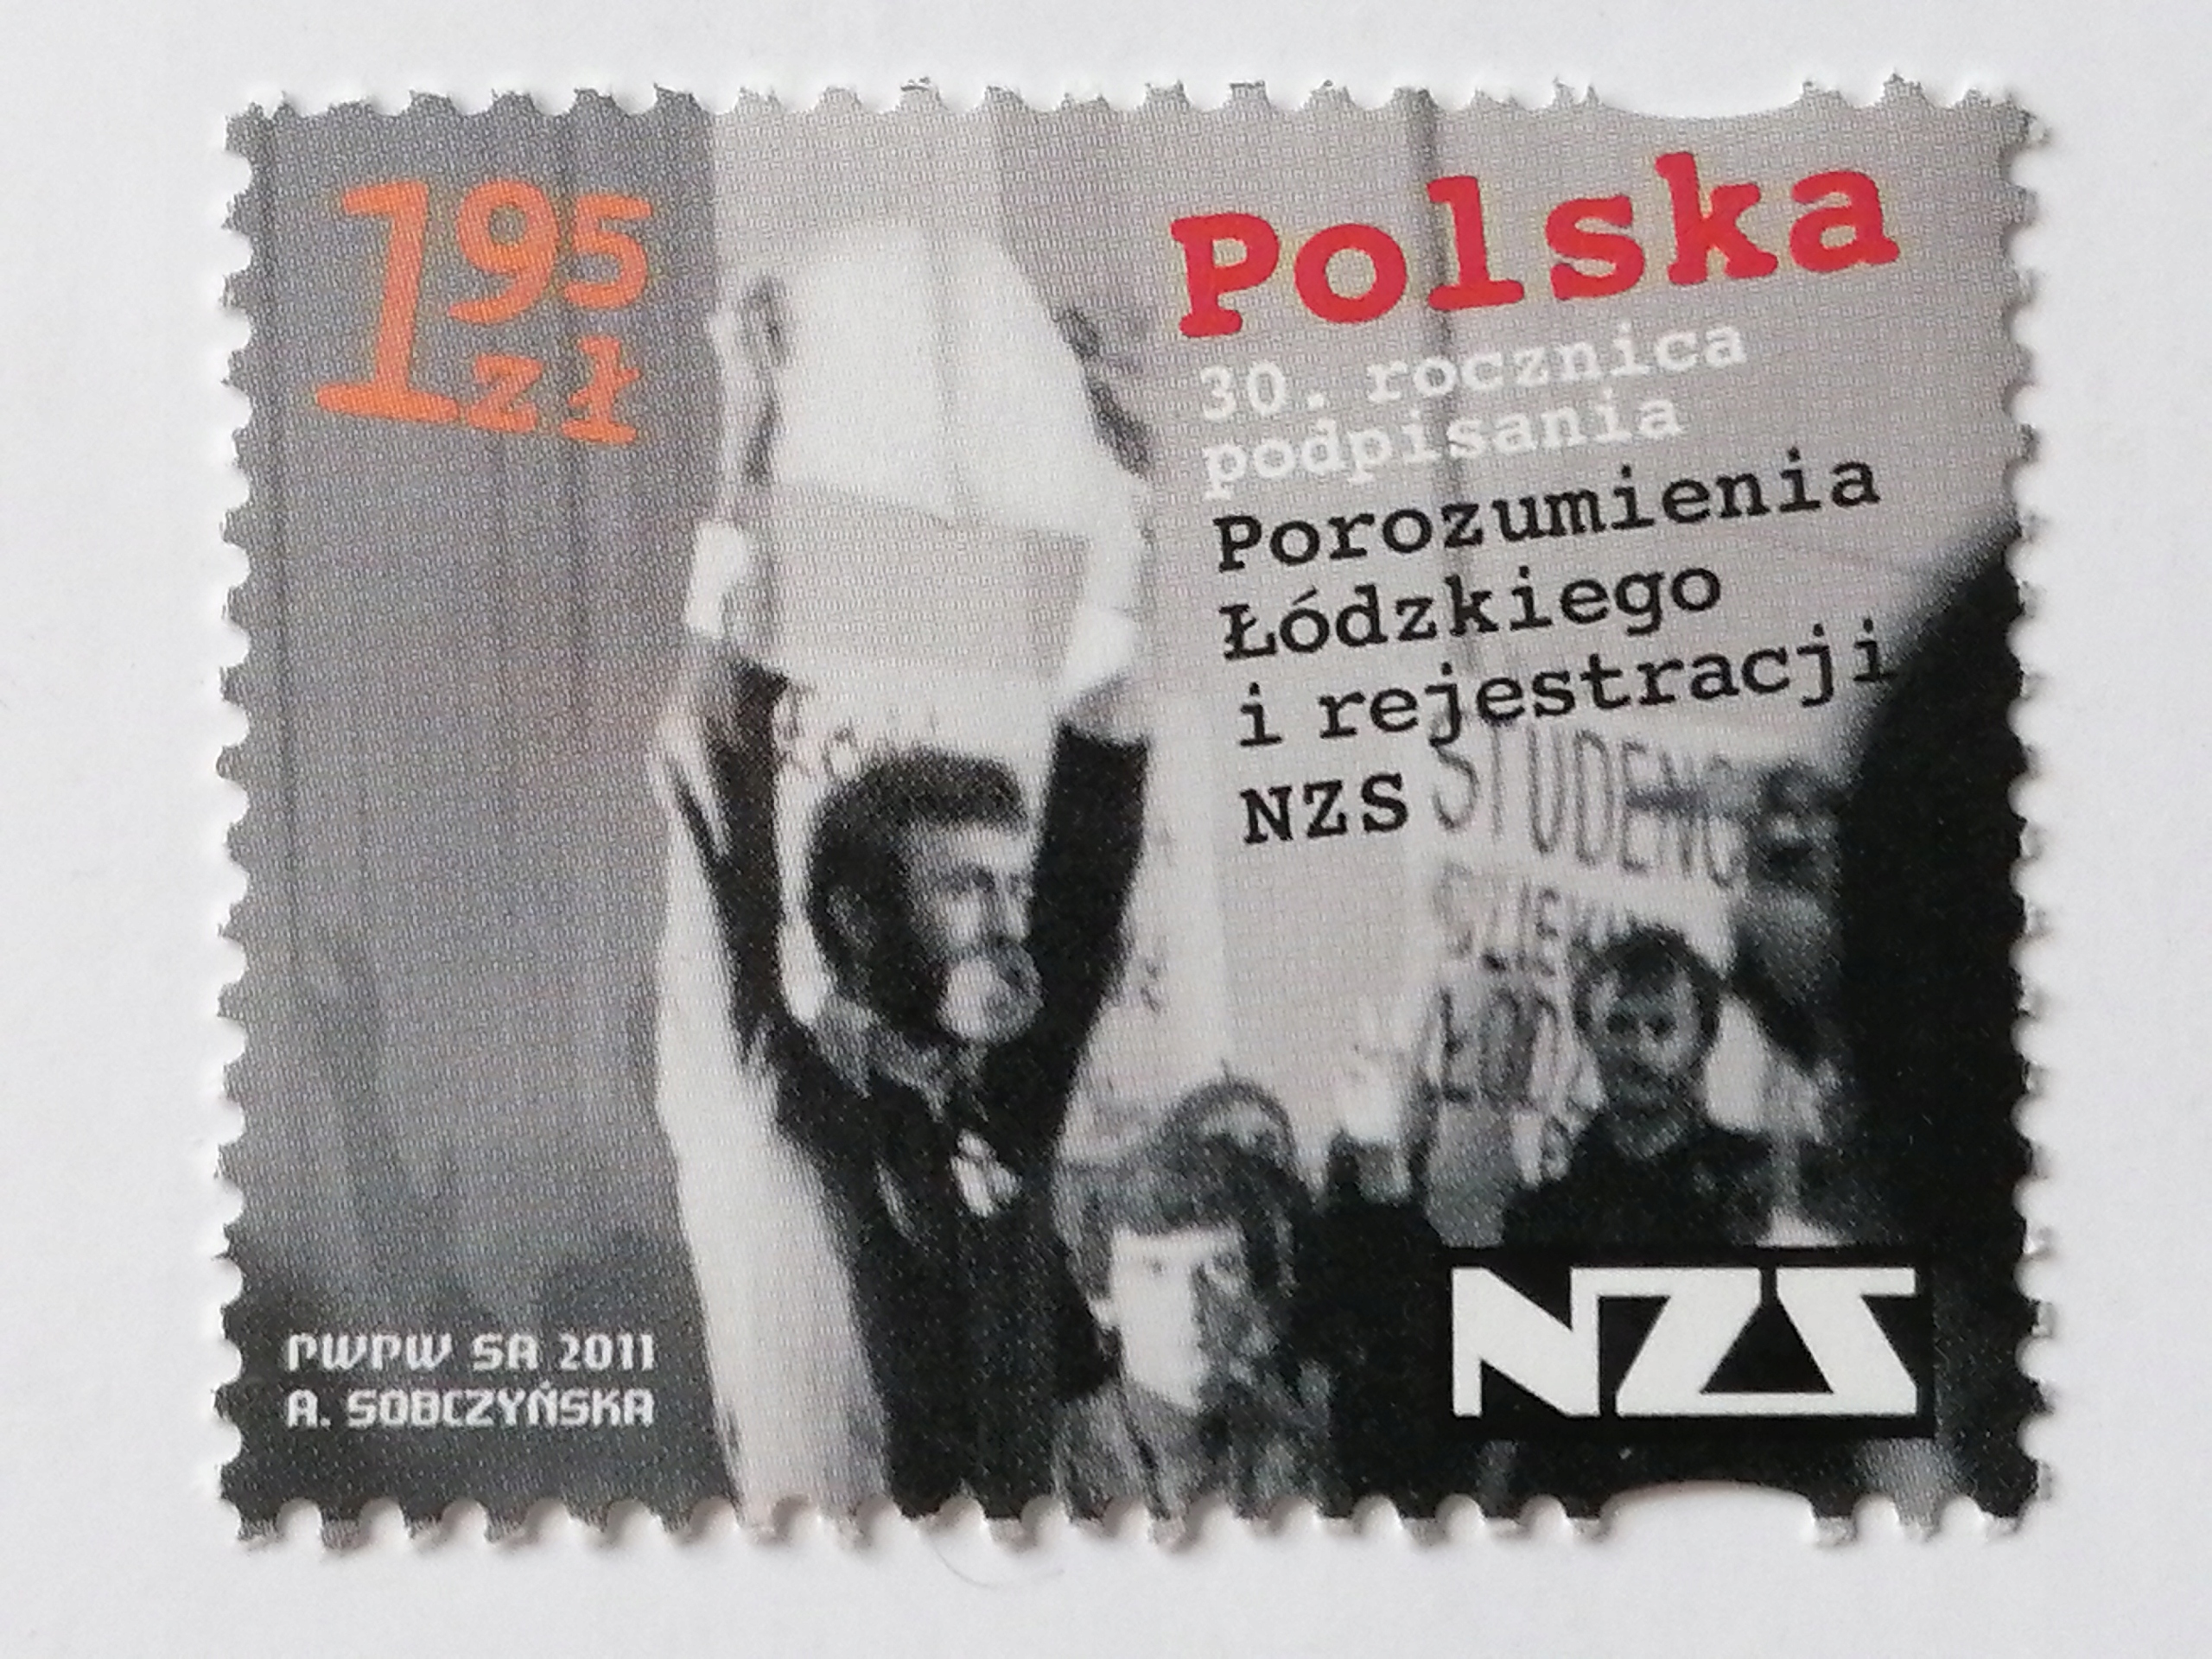 1 95
zł
Polska
30. rocznica
podpisania
Porozumienia
Łódzkiego
i rejestracji
NZS
STUDENC
NZS
PWPW SA 2011
A. SOBCZYŃSKA